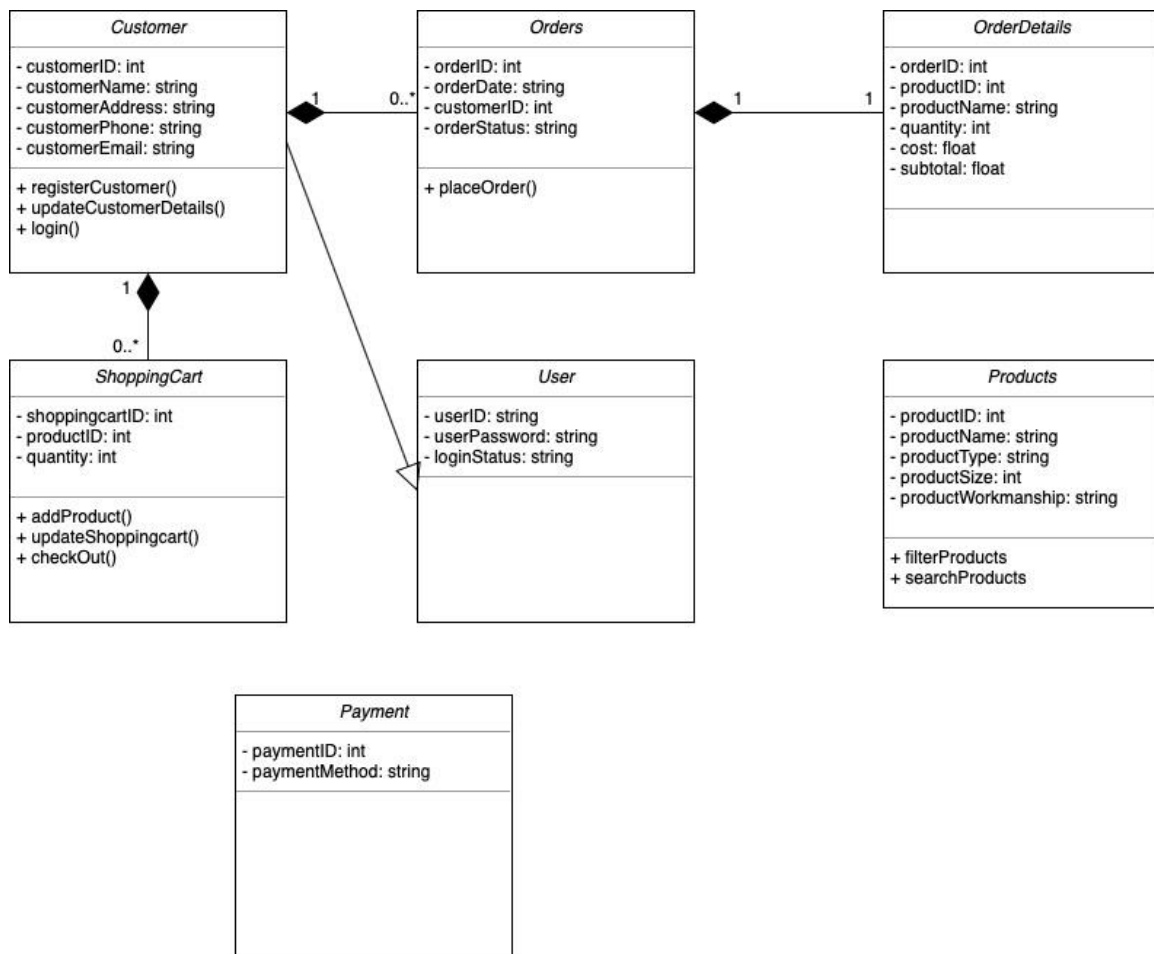 Customer
- customerID: int
- customerName: string
- customerAddress: string
- customerPhone: string
- customerEmail: string
+ registerCustomer()
+ updateCustomerDetails()
+ login()
1
0..*
Orders
- orderID: int
- orderDate: string
- customerID: int
- orderStatus: string
+ placeOrder()
1
1
OrderDetails
- orderID: int
- productID: int
- productName: string
- quantity: int
- cost: float
- subtotal: float
1
0..*
ShoppingCart
- shoppingcartID: int
- productID: int
- quantity: int
+ addProduct()
+ updateShoppingcart()
+ checkOut()
User
- userID: string
- userPassword: string
- loginStatus: string
Products
- productID: int
- productName: string
- productType: string
- productSize: int
- productWorkmanship: string
+ filterProducts
+ searchProducts
Payment
- paymentID: int
- paymentMethod: string